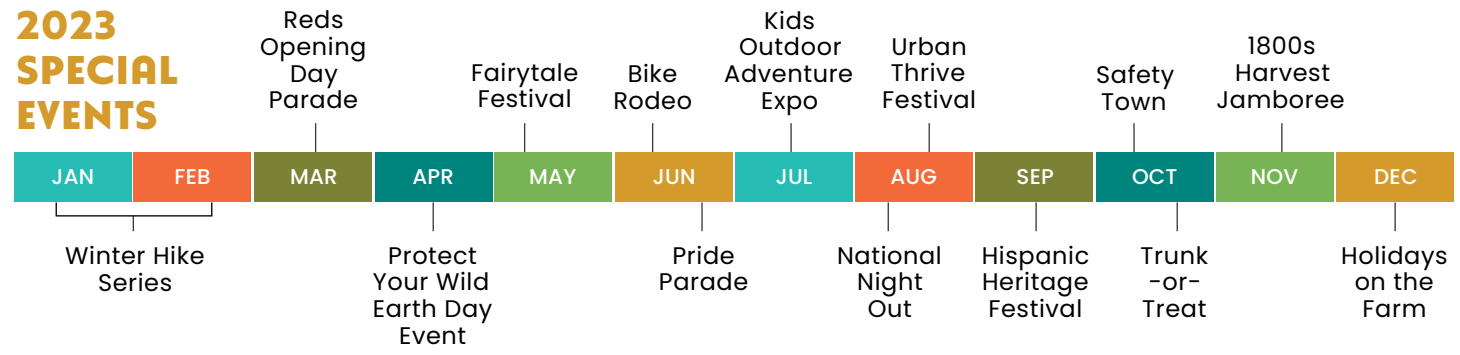 2023
SPECIAL
EVENTS
Reds
Opening
Day
Parade
Fairytale
Festival
Bike
Rodeo
Kids
Outdoor
Adventure
Expo
Urban
Thrive
Festival
Safety
Town
1800s
Harvest
Jamboree
JAN
FEB
MAR
APR
MAY
JUN
JUL
AUG
SEP
OCT
NOV
DEC
Winter Hike
Series
Protect
Your Wild
Earth Day
Event
Pride
Parade
National
Night
Out
Hispanic
Heritage
Festival
Trunk
-or-
Treat
Holidays
on the
Farm